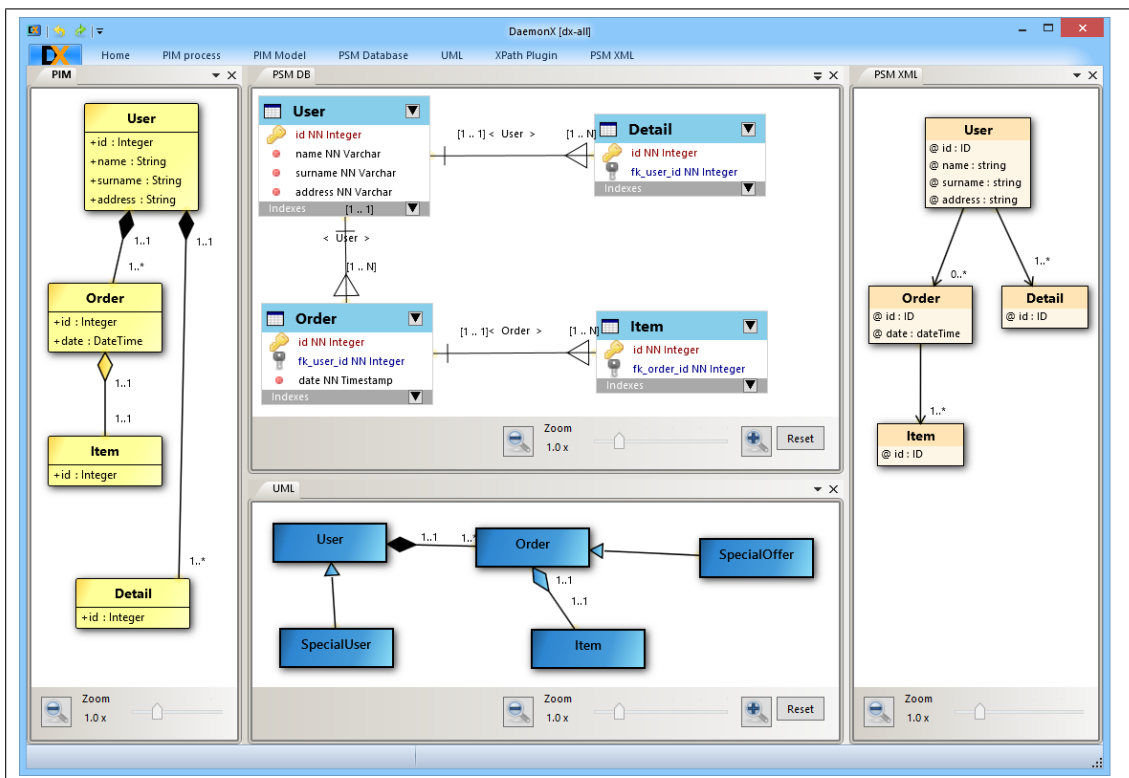 DaemonX [dx-all]
DX Home PIM process PIM Model PSM Database UML XPath Plugin PSM XML
PIM
User
+id : Integer
+name : String
+surname : String
+address : String
1..1
1..1
1..*
Order
+id : Integer
+date : DateTime
1..1
1..1
Item
+id : Integer
1..*
Detail
+id : Integer
Zoom
1.0 x
PSM DB
User
id NN Integer
name NN Varchar
surname NN Varchar
address NN Varchar
Indexes
[1 .. 1] < User > [1 .. N]
Detail
id NN Integer
fk_user_id NN Integer
Indexes
[1 .. 1]
< User >
[1 .. N]
Order
id NN Integer
fk_user_id NN Integer
date NN Timestamp
Indexes
[1 .. 1] < Order > [1 .. N]
Item
id NN Integer
fk_order_id NN Integer
Indexes
Zoom
1.0 x
Reset
UML
User
1..1 1..*
Order
SpecialOffer
1..1
1..1
SpecialUser
Item
Zoom
1.0 x
Reset
PSM XML
User
@ id : ID
@ name : string
@ surname : string
@ address : string
0..*
1..*
Order
@ id : ID
@ date : dateTime
Detail
@ id : ID
1..*
Item
@ id : ID
Zoom
1.0 x